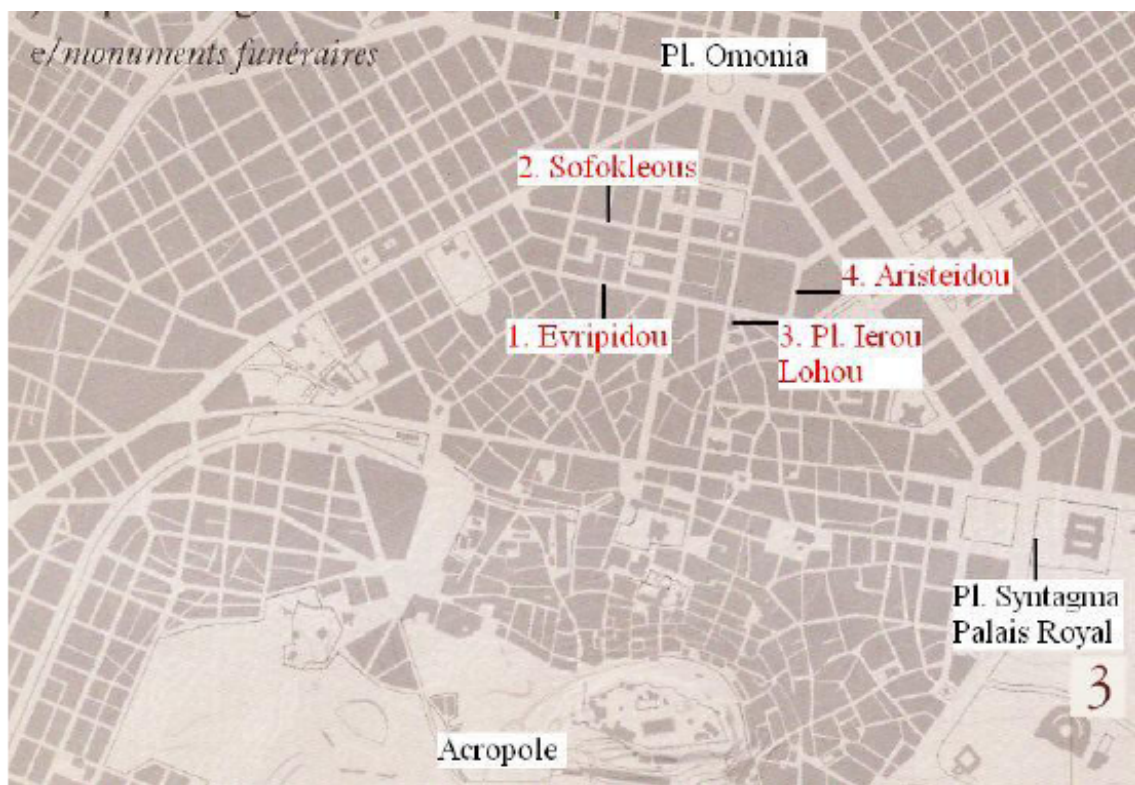 e/monuments funéraires
Pl. Omonia
2. Sofokleous
4. Aristeidou
1. Evripidou
3. Pl. Ierou
Lohou
Pl. Syntagma
Palais Royal
3
Acropole